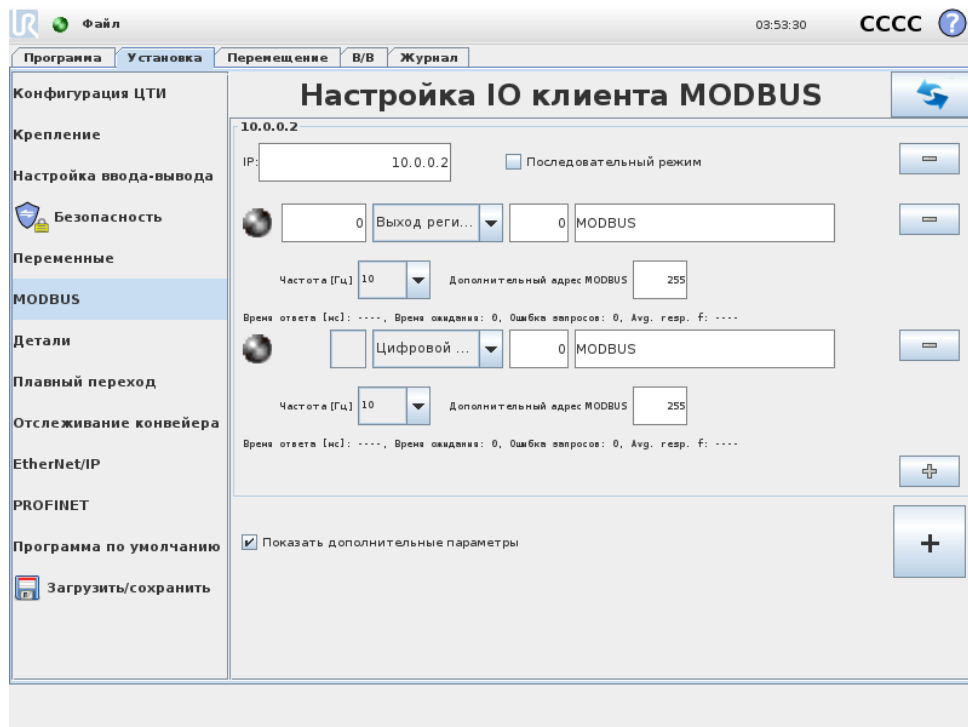 UR Файл 03:53:30 CCCC ?
Программа Установка Перемещение В/В Журнал
Конфигурация ЦТИ
Крепление
Настройка ввода-вывода
Безопасность
Переменные
MODBUS
Детали
Плавный переход
Отслеживание конвейера
EtherNet/IP
PROFINET
Программа по умолчанию
Загрузить/сохранить
Настройка IO клиента MODBUS
10.0.0.2
IP: 10.0.0.2 Последовательный режим
0 Выход реги... 0 MODBUS
Частота [Гц] 10 Дополнительный адрес MODBUS 255
Время ответа [мс]: ----, Время ожидания: 0, Ошибка запросов: 0, Avg. resp. f: ----
Цифровой ... 0 MODBUS
Частота [Гц] 10 Дополнительный адрес MODBUS 255
Время ответа [мс]: ----, Время ожидания: 0, Ошибка запросов: 0, Avg. resp. f: ----
Показать дополнительные параметры